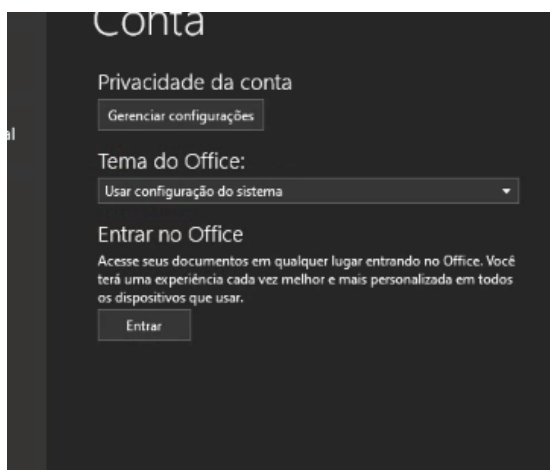 Conta
Privacidade da conta
Gerenciar configurações
al
Tema do Office:
Usar configuração do sistema
Entrar no Office
Acesse seus documentos em qualquer lugar entrando no Office. Você
terá uma experiência cada vez melhor e mais personalizada em todos
os dispositivos que usar.
Entrar